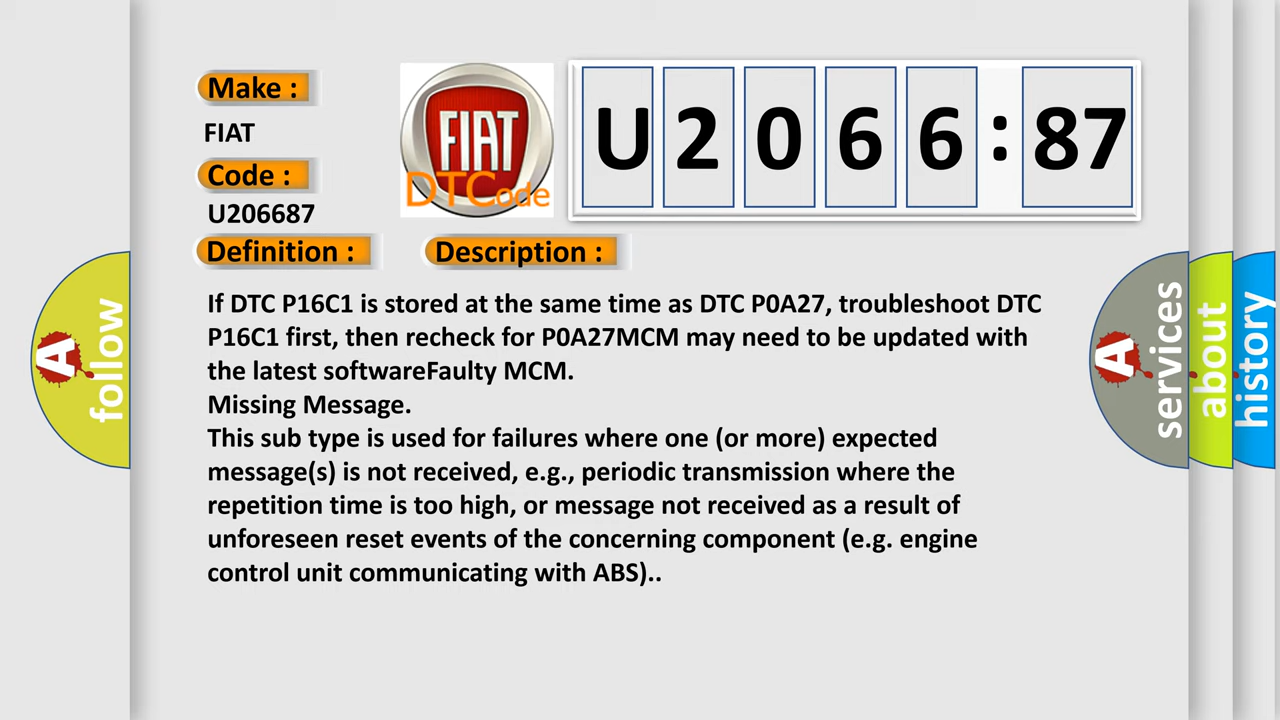 Make :
FIAT
Code :
U206687
Definition :
Description :
FIAT
DTCode
U2066:87
If DTC P16C1 is stored at the same time as DTC P0A27, troubleshoot DTC
P16C1 first, then recheck for P0A27MCM may need to be updated with
the latest softwareFaulty MCM.
Missing Message.
This sub type is used for failures where one (or more) expected
message(s) is not received, e.g., periodic transmission where the
repetition time is too high, or message not received as a result of
unforeseen reset events of the concerning component (e.g. engine
control unit communicating with ABS)..
A follow
A services
about
history